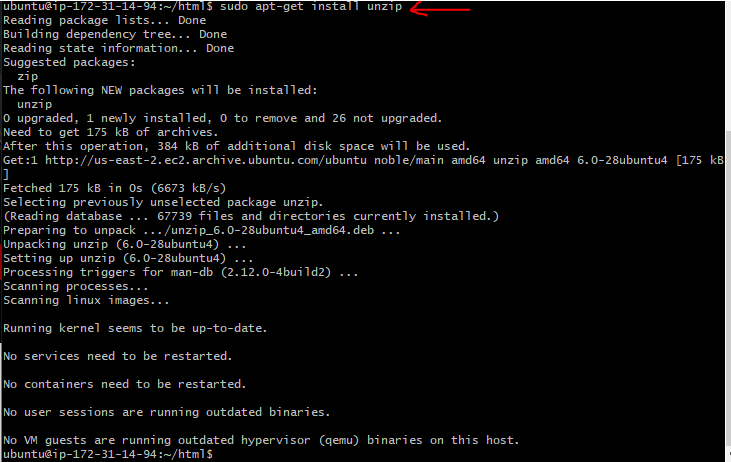 ubuntu@ip-172-31-14-94:~/html$ sudo apt-get install unzip
Reading package lists... Done
Building dependency tree... Done
Reading state information... Done
Suggested packages:
  zip
The following NEW packages will be installed:
  unzip
0 upgraded, 1 newly installed, 0 to remove and 26 not upgraded.
Need to get 175 kB of archives.
After this operation, 384 kB of additional disk space will be used.
Get:1 http://us-east-2.ec2.archive.ubuntu.com/ubuntu noble/main amd64 unzip amd64 6.0-28ubuntu4 [175 kB
]
Fetched 175 kB in 0s (6673 kB/s)
Selecting previously unselected package unzip.
(Reading database ... 67739 files and directories currently installed.)
Preparing to unpack .../unzip_6.0-28ubuntu4_amd64.deb ...
Unpacking unzip (6.0-28ubuntu4) ...
Setting up unzip (6.0-28ubuntu4) ...
Processing triggers for man-db (2.12.0-4build2) ...
Scanning processes...
Scanning linux images...
Running kernel seems to be up-to-date.
No services need to be restarted.
No containers need to be restarted.
No user sessions are running outdated binaries.
No VM guests are running outdated hypervisor (qemu) binaries on this host.
ubuntu@ip-172-31-14-94:~/html$